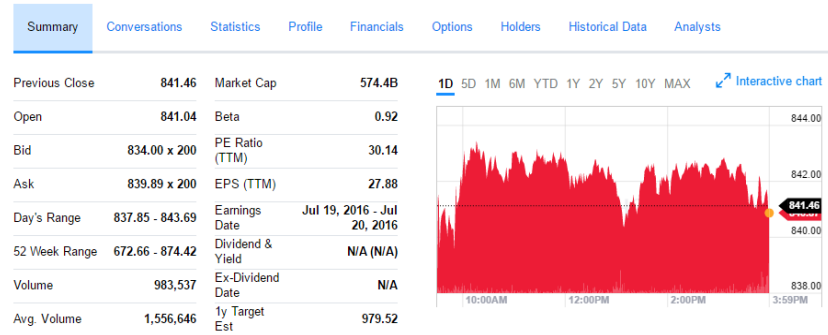 Summary Conversations Statistics Profile Financials Options Holders Historical Data Analysts
Previous Close 841.46
Open 841.04
Bid 834.00 x 200
Ask 839.89 x 200
Day's Range 837.85 - 843.69
52 Week Range 672.66 - 874.42
Volume 983,537
Avg. Volume 1,556,646
Market Cap 574.4B
Beta 0.92
PE Ratio
(TTM) 30.14
EPS (TTM) 27.88
Earnings
Date Jul 19, 2016 - Jul
20, 2016
Dividend &
Yield N/A (N/A)
Ex-Dividend
Date N/A
1y Target
Est 979.52
1D 5D 1M 6M YTD 1Y 2Y 5Y 10Y MAX Interactive chart
844.00
842.00
841.46
840.00
838.00
10:00AM 12:00PM 2:00PM 3:59PM